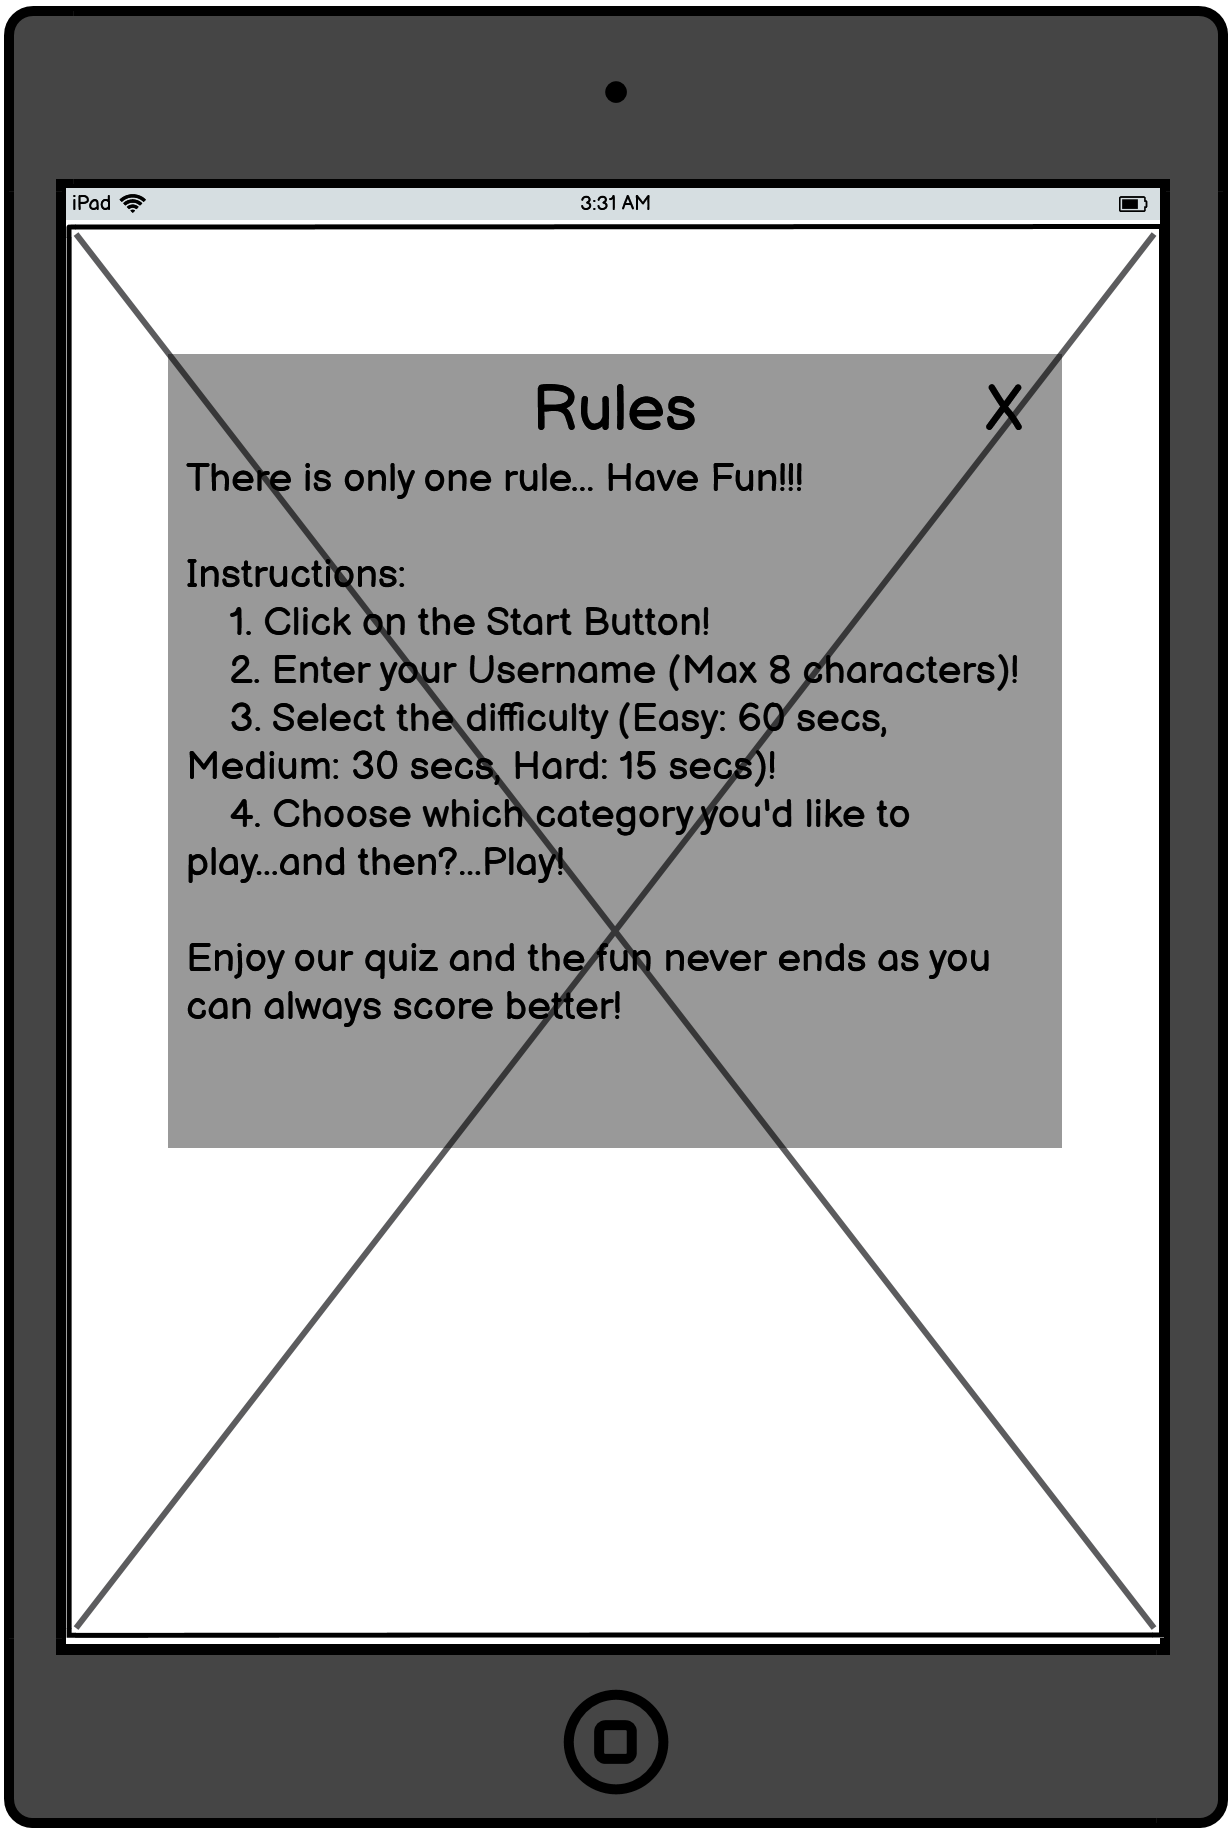 iPad 3:31 AM
Rules X
There is only one rule... Have Fun!!!
Instructions:
1. Click on the Start Button!
2. Enter your Username (Max 8 characters)!
3. Select the difficulty (Easy: 60 secs,
Medium: 30 secs, Hard: 15 secs)!
4. Choose which category you'd like to
play...and then?...Play!
Enjoy our quiz and the fun never ends as you
can always score better!